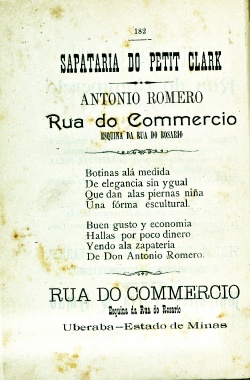 182
SAPATARIA DO PETIT CLARK
ANTONIO ROMERO
Rua do Commercio
ESQUINA DA RUA DO ROSARIO
Botinas alá medida
De elegancia sin ygual
Que dan alas piernas niña
Una fórma escultural.
Buen gusto y economia
Hallas por poco dinero
Yendo ala zapateria
De Don Antonio Romero.
RUA DO COMMERCIO
Esquina da Rua do Rosario
Uberaba—Estado de Minas